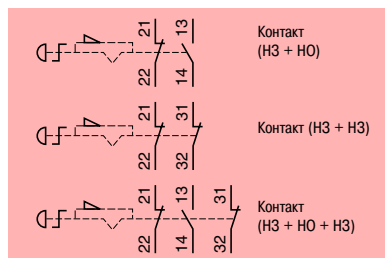 21 13
Контакт
(НЗ + НО)
22 14
21 31
Контакт (НЗ + НЗ)
22 32
21 13 31
Контакт
(НЗ + НО + НЗ)
22 14 32